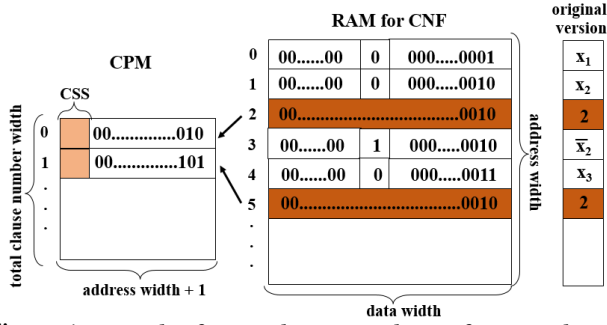 original
version
RAM for CNF
CPM
CSS
0 00......00 0 000.....0001 x₁
1 00......00 0 000.....0010 x₂
2 00.......................................0010 2
3 00......00 1 000.....0010 x̅₂
4 00......00 0 000.....0011 x₃
5 00.......................................0010 2
.
.
.
0 00..............010
1 00..............101
.
.
.
total clause number width
address width + 1
address width
data width